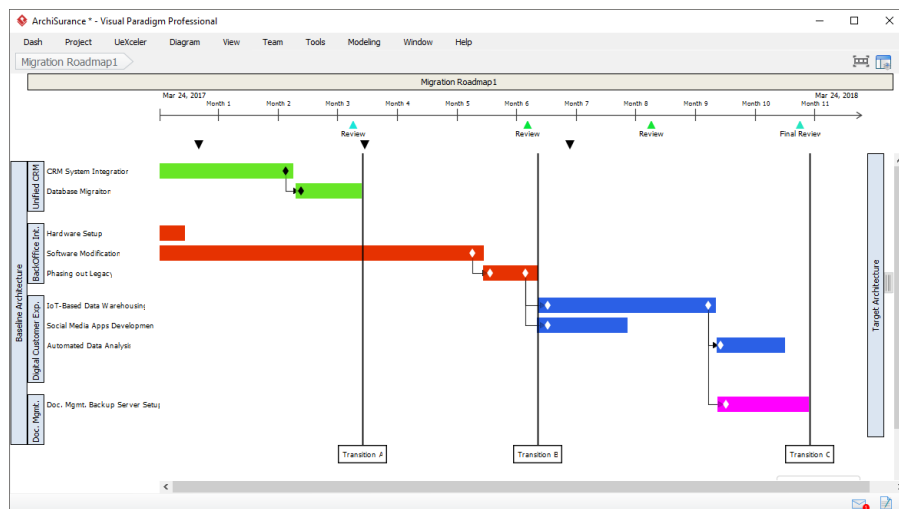 ArchiSurance * - Visual Paradigm Professional
Dash Project UeXceler Diagram View Team Tools Modeling Window Help
Migration Roadmap1
Migration Roadmap1
Mar 24, 2017 Mar 24, 2018
Month 1 Month 2 Month 3 Month 4 Month 5 Month 6 Month 7 Month 8 Month 9 Month 10 Month 11
Review Review Review Final Review
Baseline Architecture
Unified CRM
CRM System Integration
Database Migraiton
BackOffice Int.
Hardware Setup
Software Modification
Phasing out Legacy
Digital Customer Exp.
IoT-Based Data Warehousing
Social Media Apps Developmen
Automated Data Analysis
Doc. Mgmt.
Doc. Mgmt. Backup Server Setup
Target Architecture
Transition A Transition B Transition C